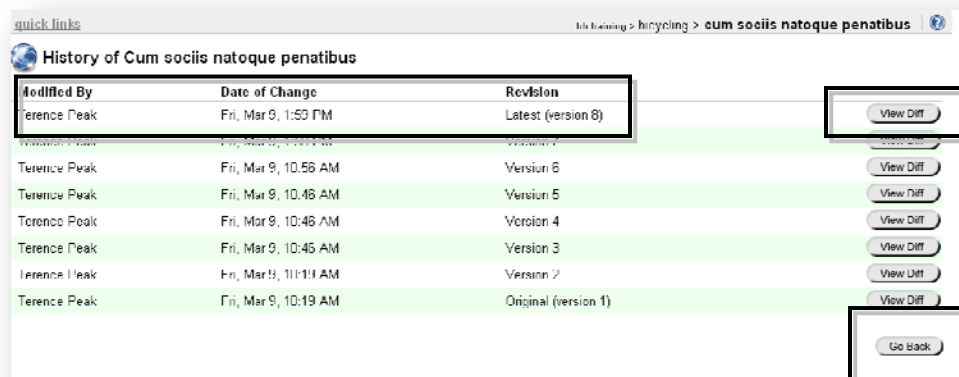 quick links training > bicycling > cum sociis natoque penatibus
History of Cum sociis natoque penatibus
Modified By Date of Change Revision
Terence Peak Fri, Mar 9, 1:59 PM Latest (version 8) View Diff
View Diff
Terence Peak Fri, Mar 9, 10:56 AM Version 6 View Diff
Terence Peak Fri, Mar 9, 10:46 AM Version 5 View Diff
Terence Peak Fri, Mar 9, 10:46 AM Version 4 View Diff
Terence Peak Fri, Mar 9, 10:46 AM Version 3 View Diff
Terence Peak Fri, Mar 9, 10:19 AM Version 2 View Diff
Terence Peak Fri, Mar 9, 10:19 AM Original (version 1) View Diff
Go Back